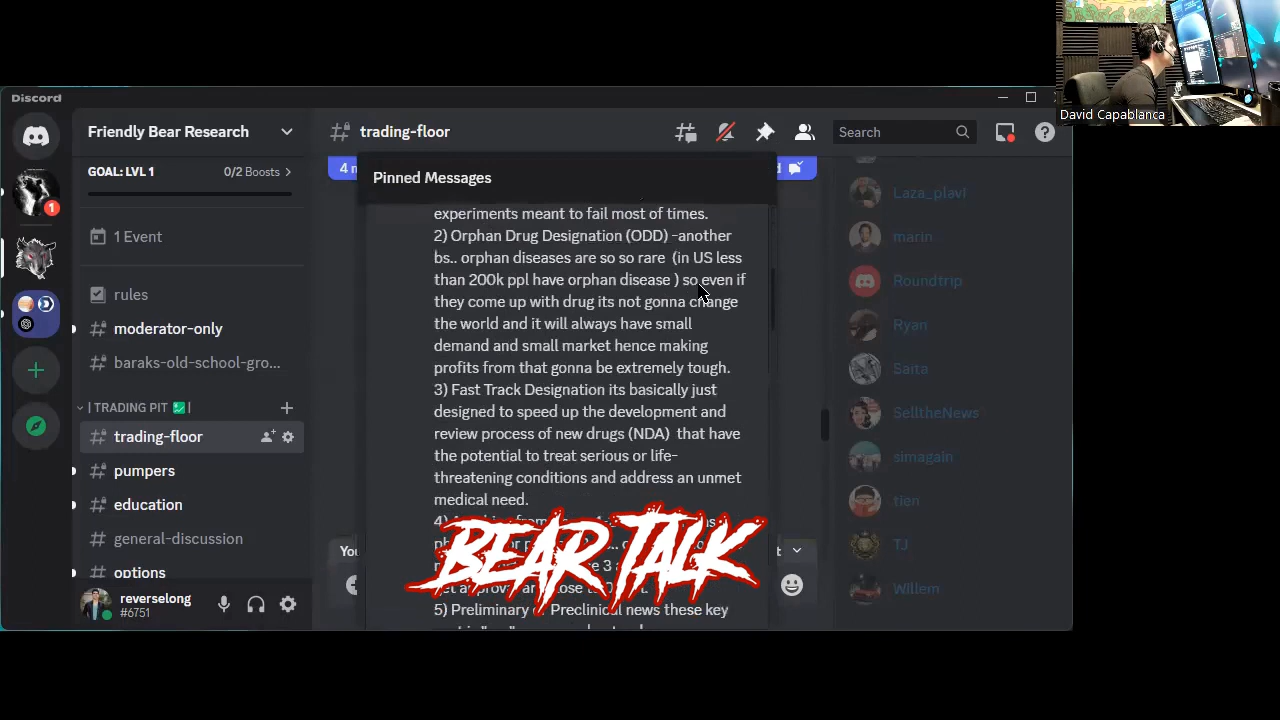 David Capablanca
Discord
Friendly Bear Research
GOAL: LVL 1
0/2 Boosts
1
1 Event
rules
moderator-only
baraks-old-school-gro...
| TRADING PIT ✅ |
trading-floor
pumpers
education
general-discussion
options
reverselong
#6751
trading-floor
Search
4
Pinned Messages
experiments meant to fail most of times.
2) Orphan Drug Designation (ODD) -another
bs.. orphan diseases are so so rare (in US less
than 200k ppl have orphan disease ) so even if
they come up with drug its not gonna change
the world and it will always have small
demand and small market hence making
profits from that gonna be extremely tough.
3) Fast Track Designation its basically just
designed to speed up the development and
review process of new drugs (NDA) that have
the potential to treat serious or life-
threatening conditions and address an unmet
medical need.
4)
BEAR TALK
5) Preliminary or Preclinical news these key
You
Laza_plavi
marin
Roundtrip
Ryan
Saita
SelltheNews
simagain
tien
TJ
Willem